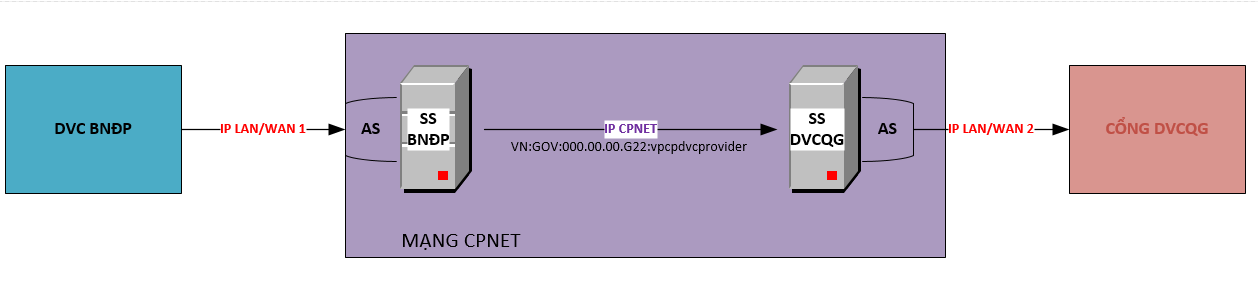 DVC BNĐP
IP LAN/WAN 1
AS
SS
BNĐP
IP CPNET
VN:GOV:000.00.00.G22:vpcpdvcprovider
SS
DVCQG
AS
IP LAN/WAN 2
CỔNG DVCQG
MẠNG CPNET